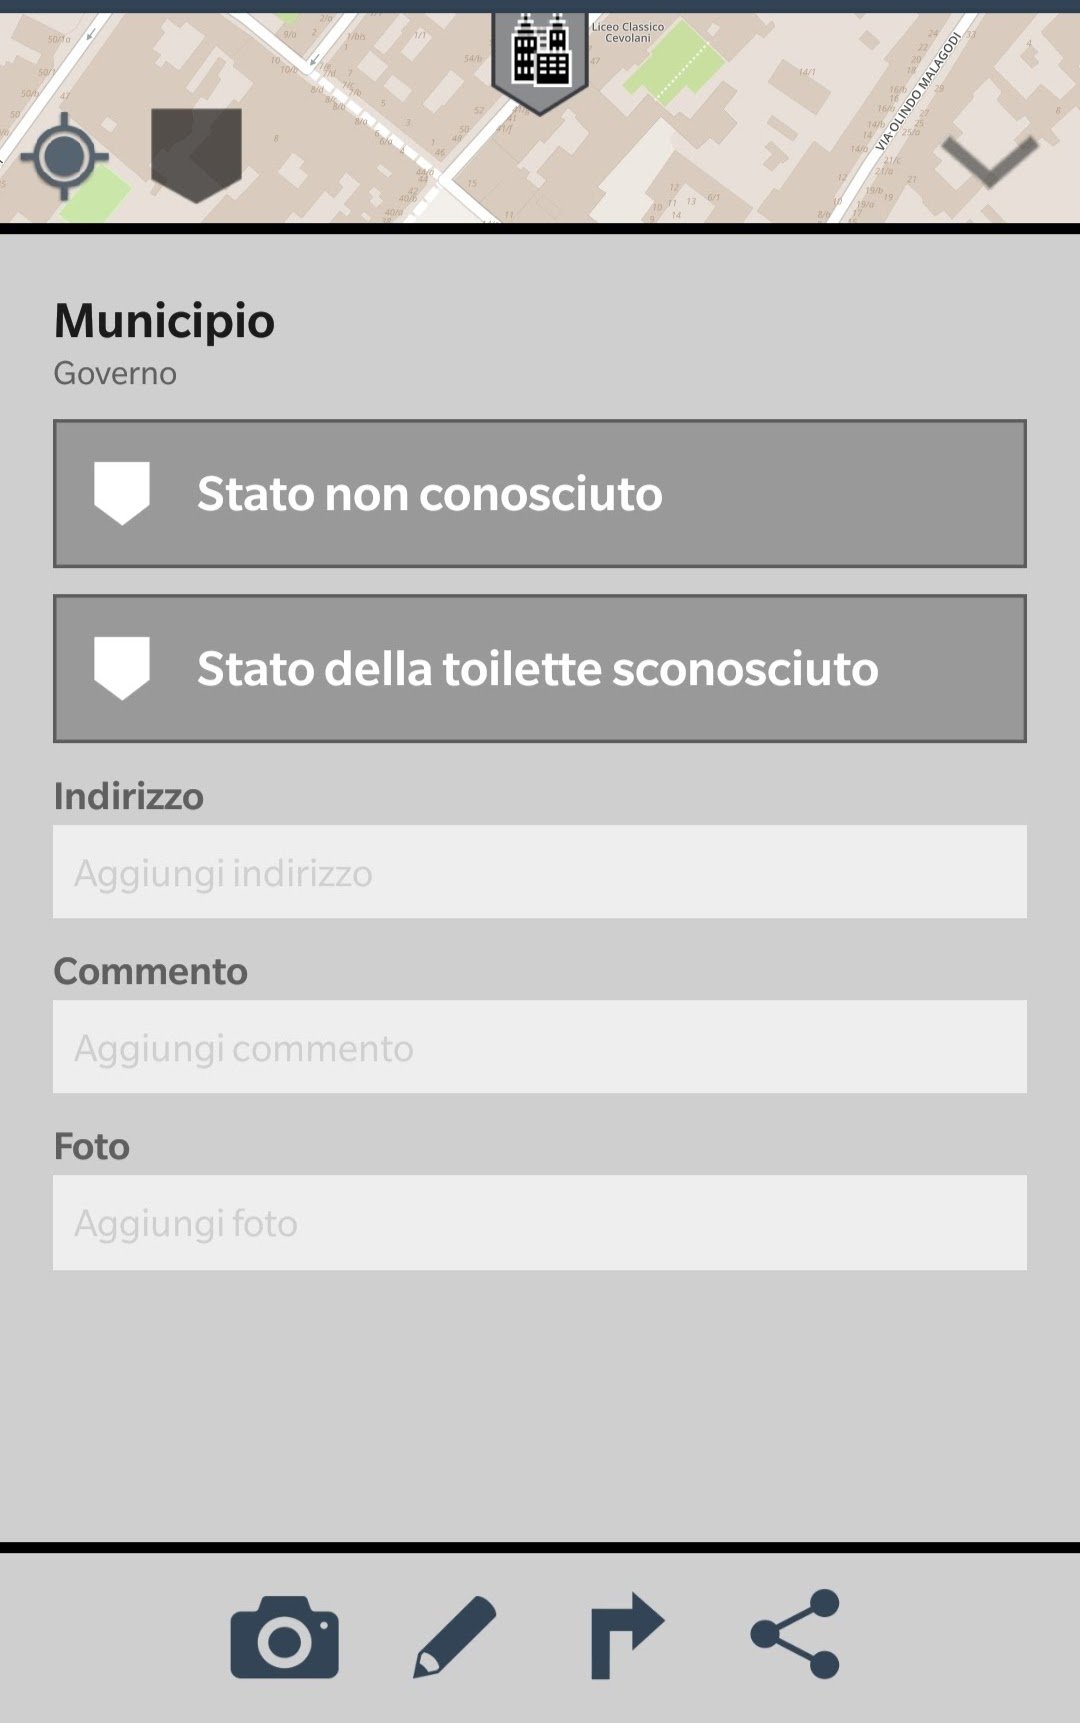 Liceo Classico
Cevolani
VIA OLINDO MALAGODI
Municipio
Governo
Stato non conosciuto
Stato della toilette sconosciuto
Indirizzo
Aggiungi indirizzo
Commento
Aggiungi commento
Foto
Aggiungi foto